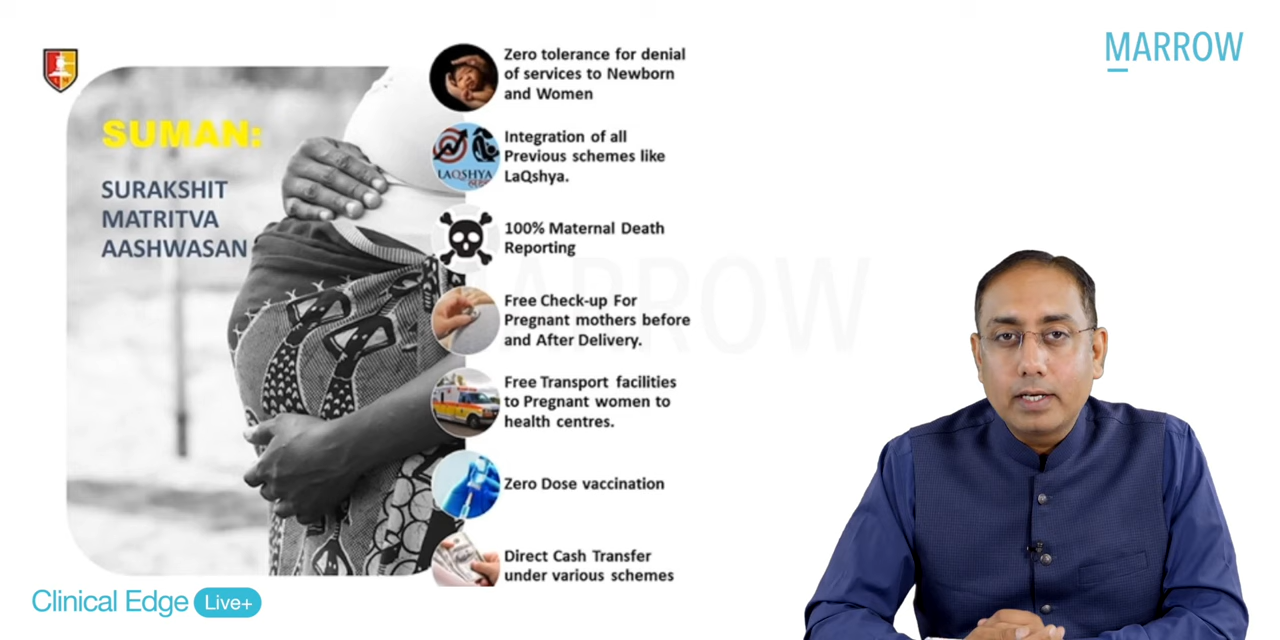 MARROW
SUMAN:
SURAKSHIT
MATRITVA
AASHWASAN
Zero tolerance for denial
of services to Newborn
and Women
LAQSHYA
Integration of all
Previous schemes like
LaQshya.
100% Maternal Death
Reporting
Free Check-up For
Pregnant mothers before
and After Delivery.
Free Transport facilities
to Pregnant women to
health centres.
Zero Dose vaccination
Direct Cash Transfer
under various schemes
MARROW
Clinical Edge Live+